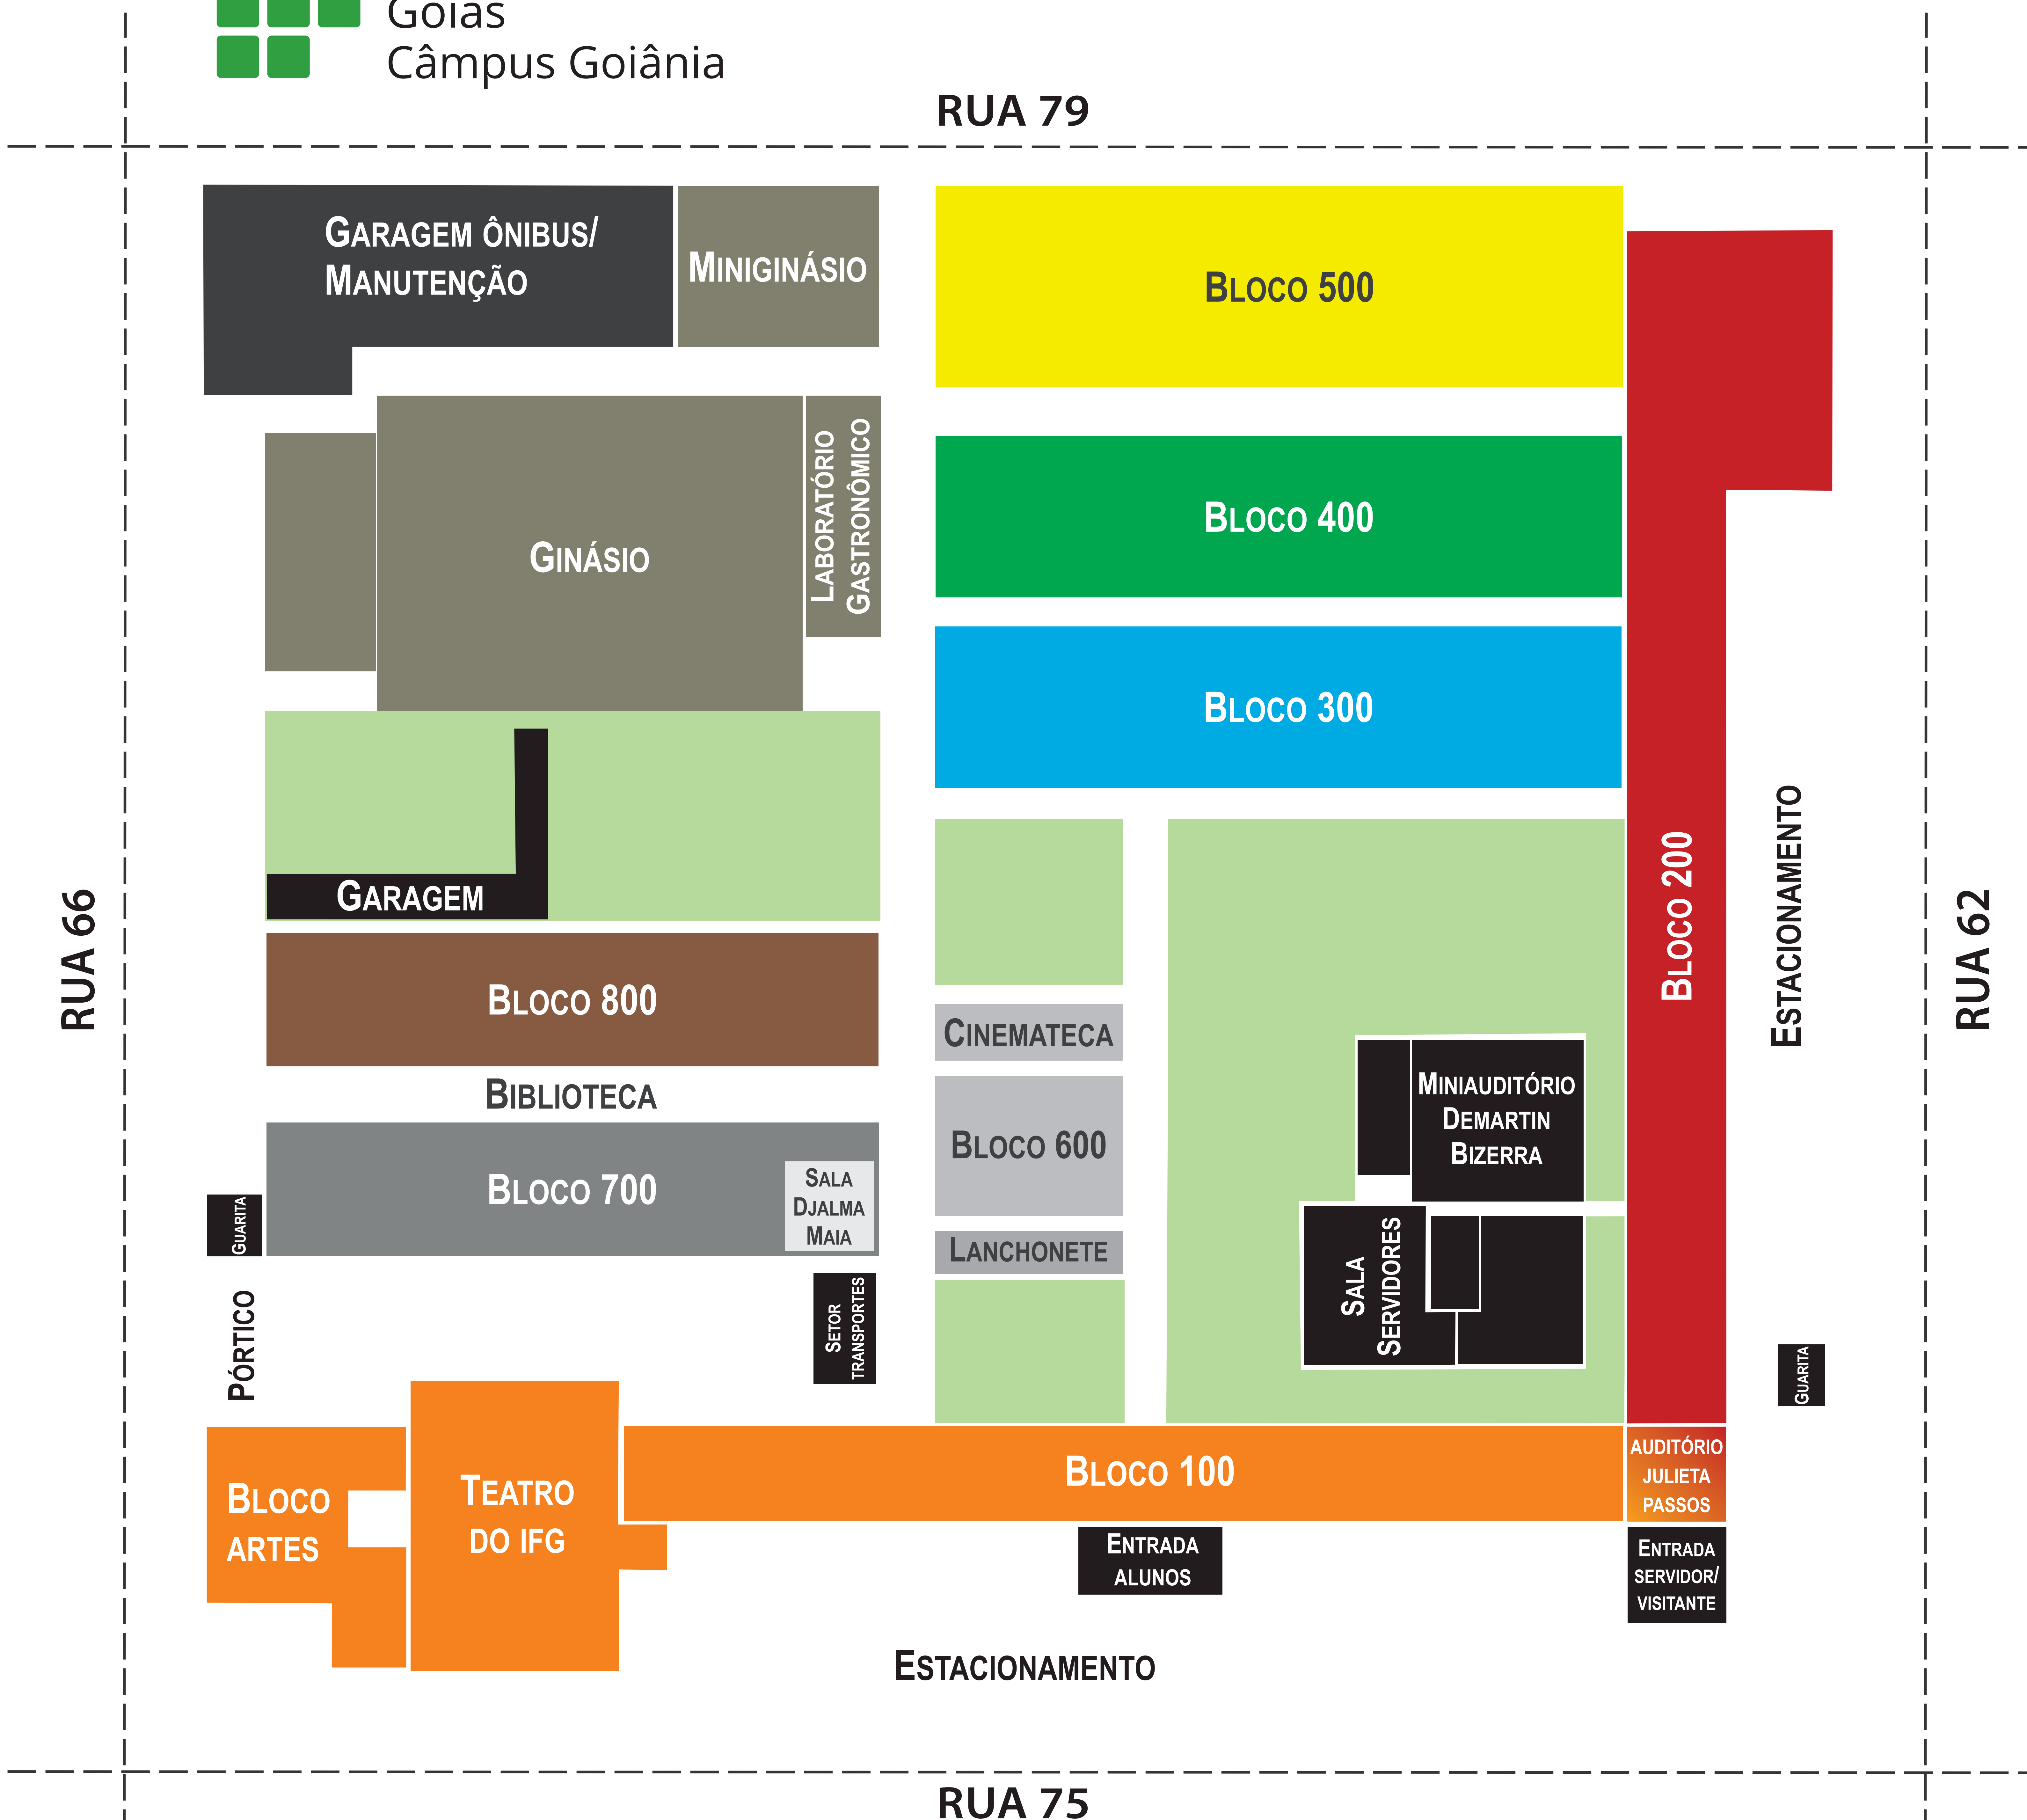 Goiás
Câmpus Goiânia
RUA 79
GARAGEM ÔNIBUS/
MANUTENÇÃO
MINIGINÁSIO
BLOCO 500
LABORATÓRIO
GASTRONÔMICO
BLOCO 400
GINÁSIO
BLOCO 300
GARAGEM
BLOCO 200
ESTACIONAMENTO
RUA 66
RUA 62
BLOCO 800
CINEMATECA
BIBLIOTECA
MINIAUDITÓRIO
DEMARTIN
BIZERRA
BLOCO 600
BLOCO 700
SALA
DJALMA
MAIA
GUARITA
LANCHONETE
SALA
SERVIDORES
SETOR
TRANSPORTES
PÓRTICO
GUARITA
BLOCO 100
AUDITÓRIO
JULIETA
PASSOS
BLOCO
ARTES
TEATRO
DO IFG
ENTRADA
ALUNOS
ENTRADA
SERVIDOR/
VISITANTE
ESTACIONAMENTO
RUA 75